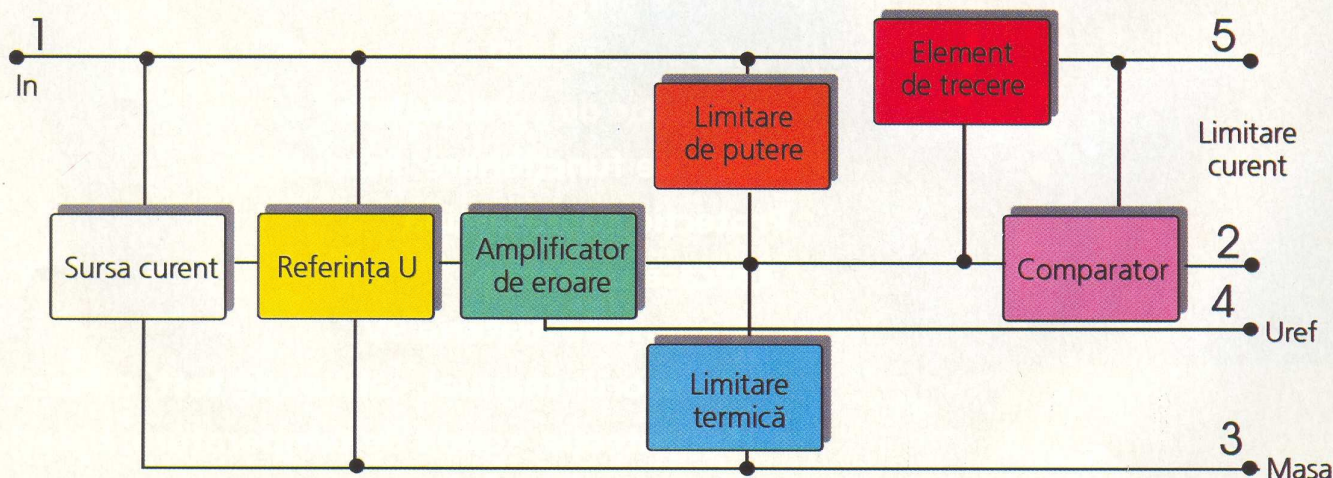 1
In
Element
de trecere
5
Limitare
de putere
Limitare
curent
Sursa curent
Referința U
Amplificator
de eroare
Comparator
2
4
Uref
Limitare
termică
3
Masa